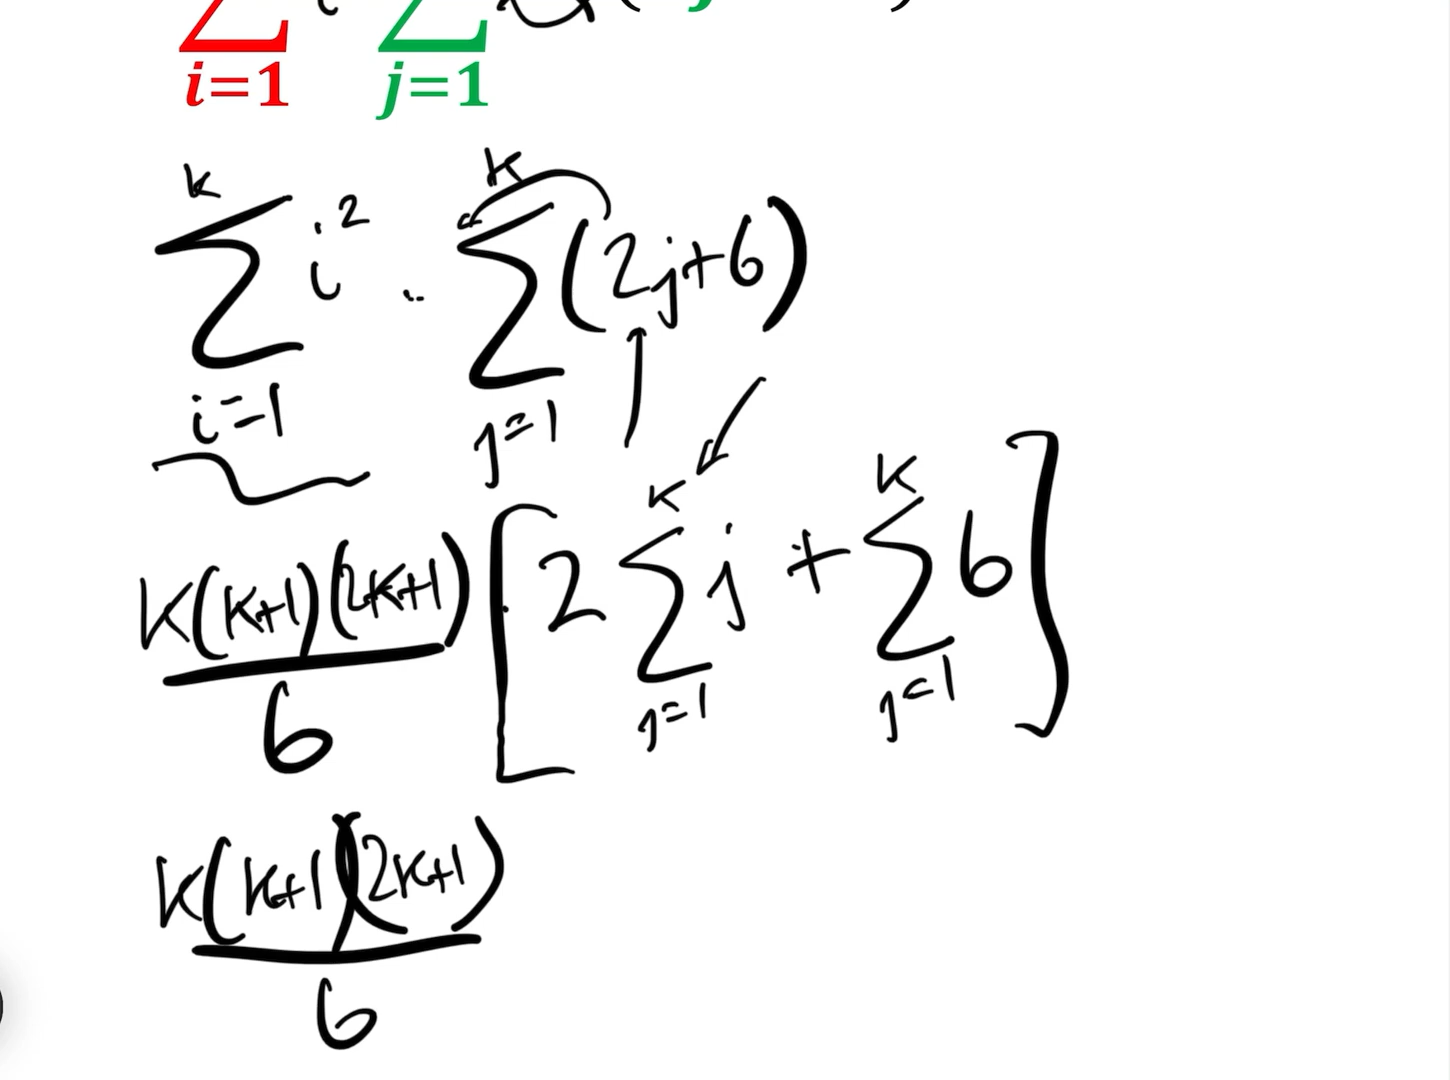 i=1 j=1
K K
∑ i² · ∑ (2j+6)
i=1 j=1
K(K+1)(2K+1)/6 [2 ∑ j + ∑ 6]
K K
j=1 j=1
K(K+1)(2K+1)/6